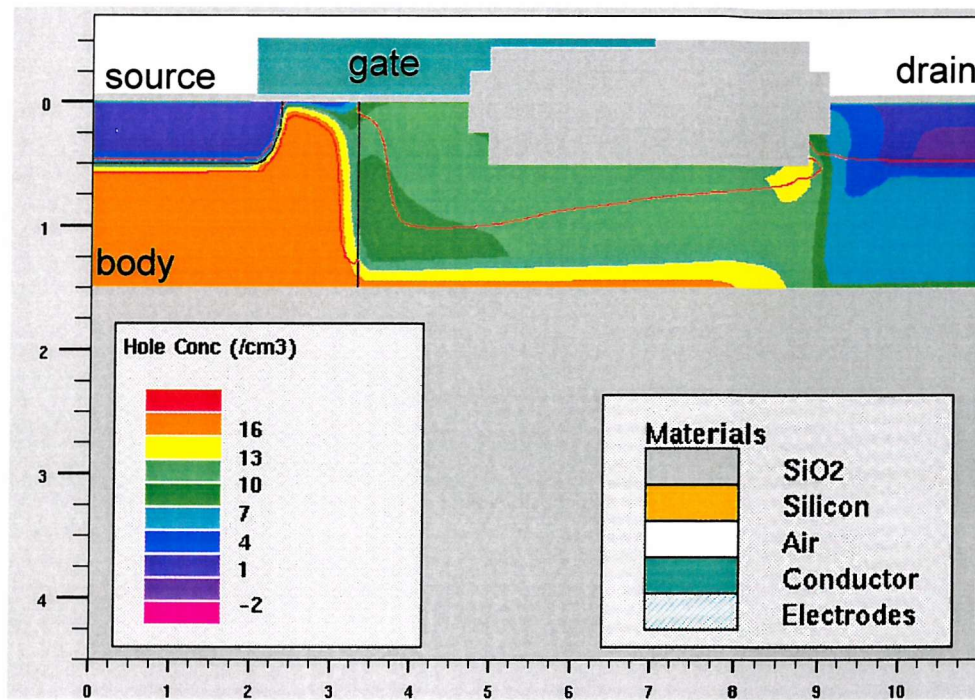 source
gate
drain
0
1
body
2
3
4
Hole Conc (/cm3)
16
13
10
7
4
1
-2
Materials
SiO2
Silicon
Air
Conductor
Electrodes
0 1 2 3 4 5 6 7 8 9 10